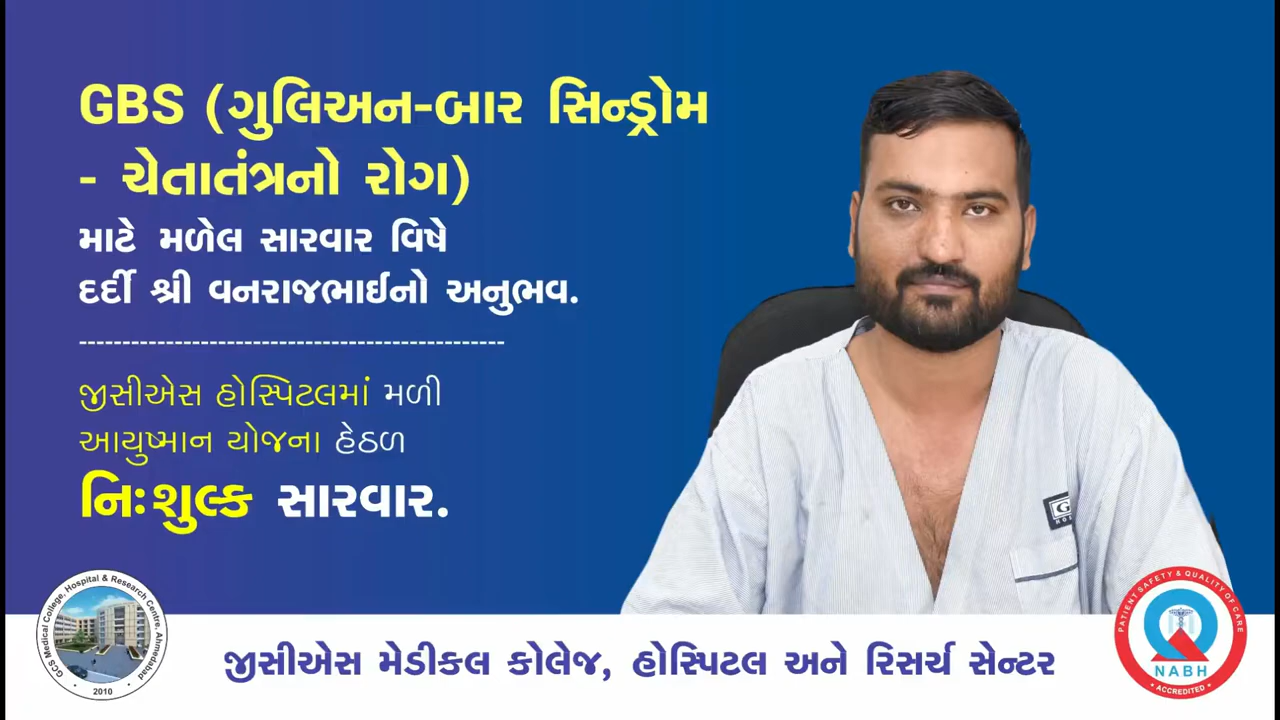 GBS (ગુલિઅન-બાર સિન્ડ્રોમ
- ચેતાતંત્રનો રોગ)
માટે મળેલ સારવાર વિષે
દર્દી શ્રી વનરાજભાઈનો અનુભવ.
-------------------------------------------------
જીસીએસ હોસ્પિટલમાં મળી
આયુષ્માન યોજના હેઠળ
નિઃશુલ્ક સારવાર.
GCS Medical College, Hospital & Research Centre, Ahmedabad
• 2010 •
જીસીએસ મેડીકલ કોલેજ, હોસ્પિટલ અને રિસર્ચ સેન્ટર
PATIENT SAFETY & QUALITY OF CARE
NABH
• ACCREDITED •